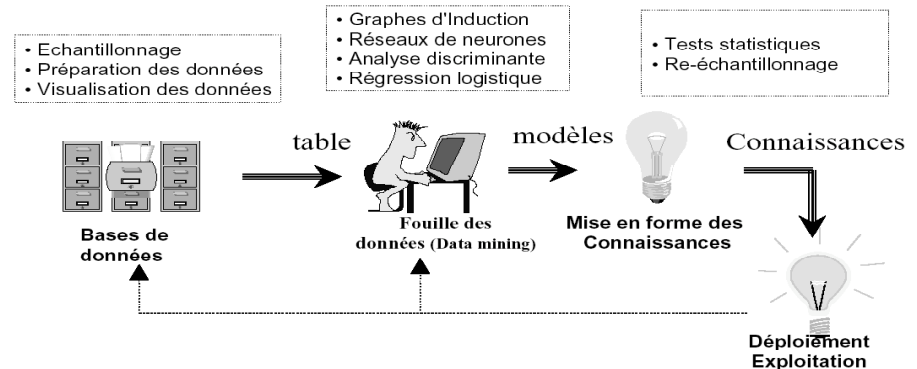 • Echantillonnage
• Préparation des données
• Visualisation des données
• Graphes d'Induction
• Réseaux de neurones
• Analyse discriminante
• Régression logistique
• Tests statistiques
• Re-échantillonnage
table
modèles
Connaissances
Bases de
données
Fouille des
données (Data mining)
Mise en forme des
Connaissances
Déploiement
Exploitation